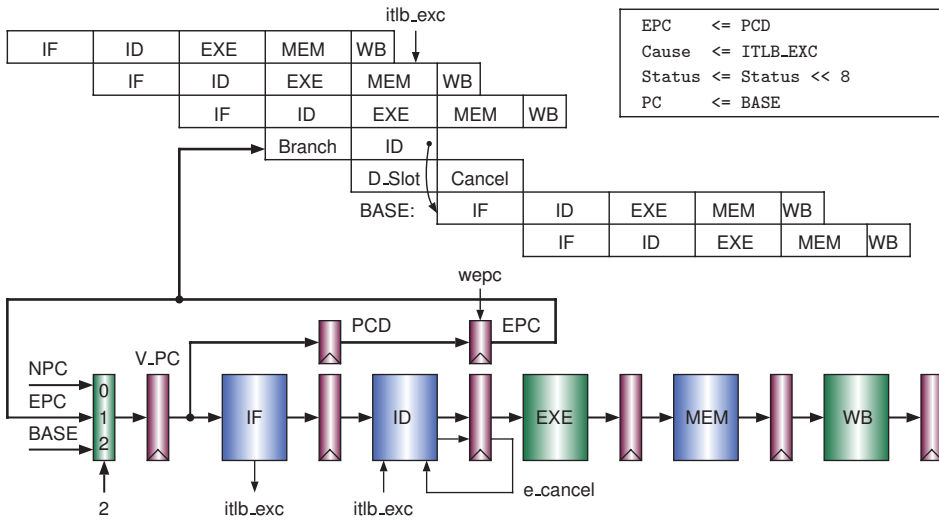 itlb_exc
EPC <= PCD
Cause <= ITLB_EXC
Status <= Status << 8
PC <= BASE
IF ID EXE MEM WB
IF ID EXE MEM WB
IF ID EXE MEM WB
Branch ID
D_Slot Cancel
BASE: IF ID EXE MEM WB
IF ID EXE MEM WB
wepc
PCD EPC
V_PC
NPC
EPC
BASE
0
1
2
IF ID EXE MEM WB
e_cancel
2 itlb_exc itlb_exc